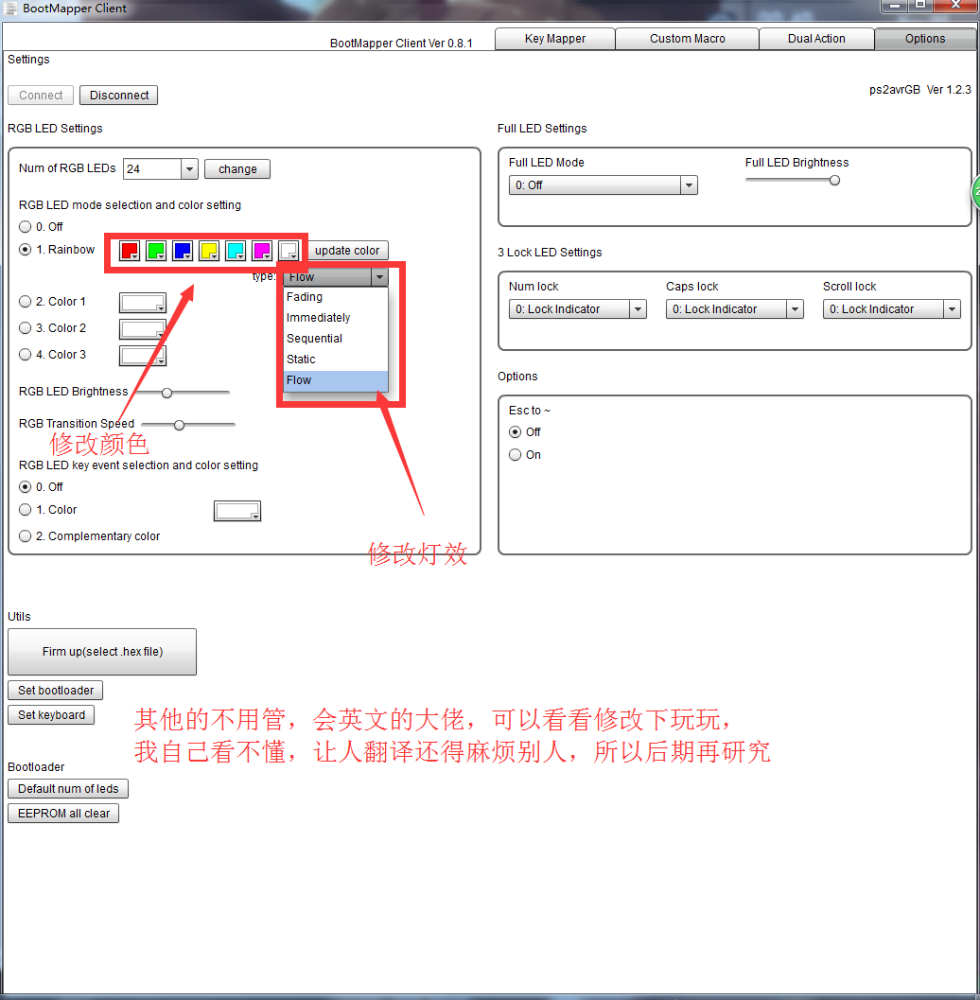 BootMapper Client
BootMapper Client Ver 0.8.1
Key Mapper
Custom Macro
Dual Action
Options
Settings
Connect
Disconnect
ps2avrGB Ver 1.2.3
RGB LED Settings
Num of RGB LEDs
24
change
RGB LED mode selection and color setting
0. Off
1. Rainbow
update color
type:
Flow
Fading
Immediately
Sequential
Static
Flow
2. Color 1
3. Color 2
4. Color 3
RGB LED Brightness
RGB Transition Speed
修改颜色
RGB LED key event selection and color setting
0. Off
1. Color
2. Complementary color
修改灯效
Full LED Settings
Full LED Mode
Full LED Brightness
0: Off
3 Lock LED Settings
Num lock
Caps lock
Scroll lock
0: Lock Indicator
0: Lock Indicator
0: Lock Indicator
Options
Esc to ~
Off
On
Utils
Firm up(select .hex file)
Set bootloader
Set keyboard
其他的不用管，会英文的大佬，可以看看修改下玩玩，
我自己看不懂，让人翻译还得麻烦别人，所以后期再研究
Bootloader
Default num of leds
EEPROM all clear